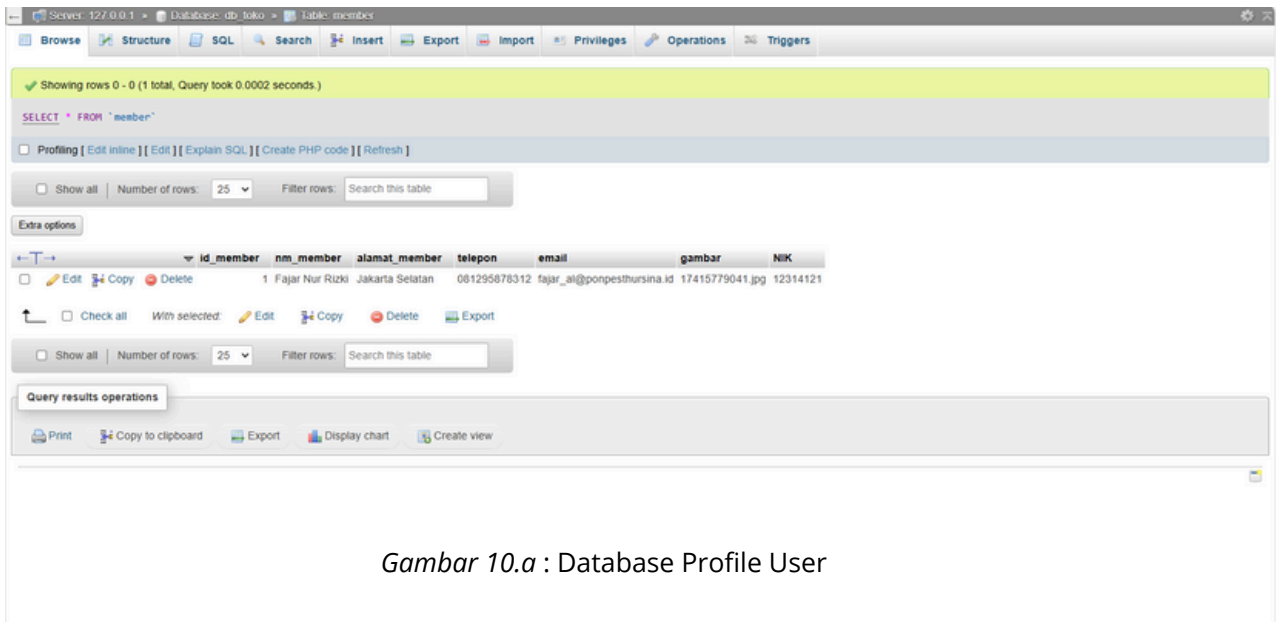 Server: 127.0.0.1 » Database: db_toko » Table: member
Browse Structure SQL Search Insert Export Import Privileges Operations Triggers
Showing rows 0 - 0 (1 total, Query took 0.0002 seconds.)
SELECT * FROM `member`
Profiling [ Edit inline ] [ Edit ] [ Explain SQL ] [ Create PHP code ] [ Refresh ]
Show all Number of rows: 25 Filter rows: Search this table
Extra options
←T→ id_member nm_member alamat_member telepon email gambar NIK
Edit Copy Delete 1 Fajar Nur Rizki Jakarta Selatan 081295878312 fajar_al@ponpesthursina.id 17415779041.jpg 12314121
Check all With selected: Edit Copy Delete Export
Show all Number of rows: 25 Filter rows: Search this table
Query results operations
Print Copy to clipboard Export Display chart Create view
Gambar 10.a : Database Profile User